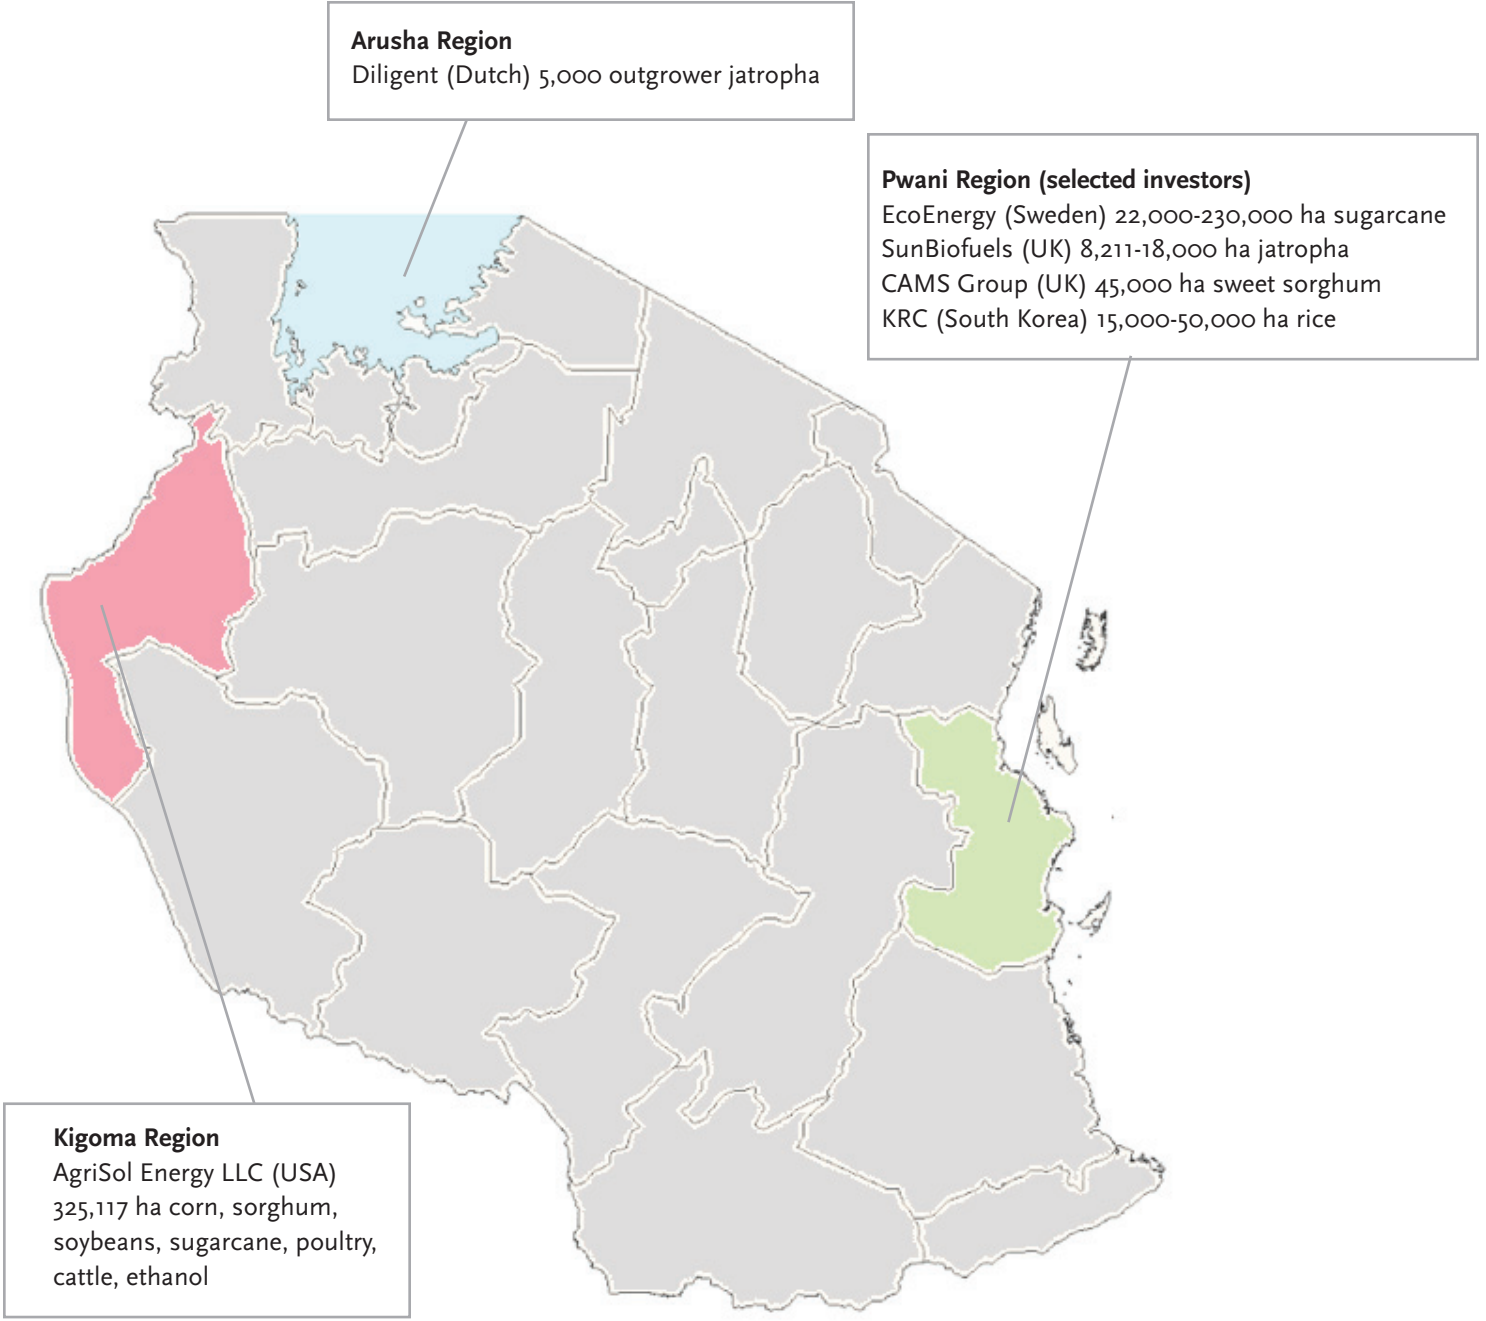 Arusha Region
Diligent (Dutch) 5,000 outgrower jatropha
Pwani Region (selected investors)
EcoEnergy (Sweden) 22,000-230,000 ha sugarcane
SunBiofuels (UK) 8,211-18,000 ha jatropha
CAMS Group (UK) 45,000 ha sweet sorghum
KRC (South Korea) 15,000-50,000 ha rice
Kigoma Region
AgriSol Energy LLC (USA)
325,117 ha corn, sorghum,
soybeans, sugarcane, poultry,
cattle, ethanol